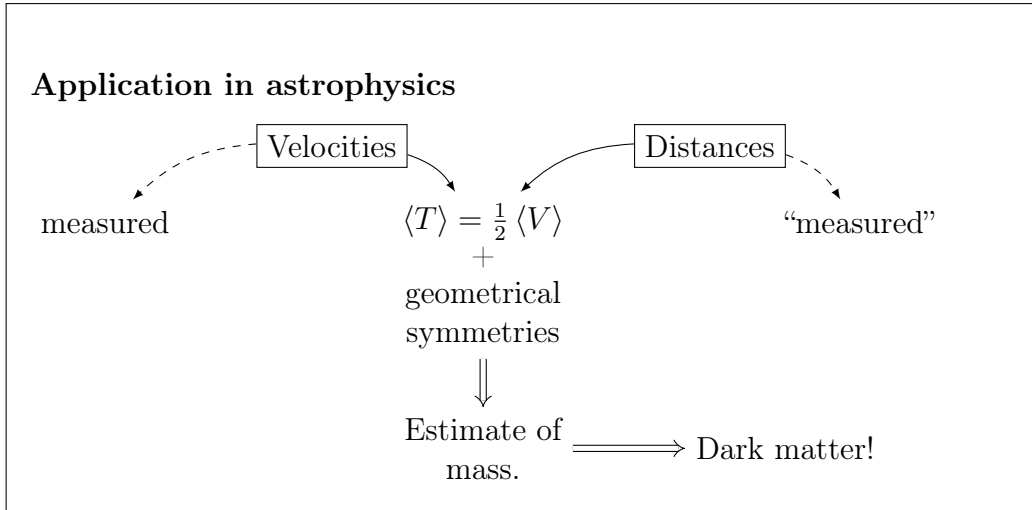 Application in astrophysics
Velocities
Distances
measured
⟨T⟩ = ½ ⟨V⟩
“measured”
+
geometrical
symmetries
Estimate of
mass.
Dark matter!